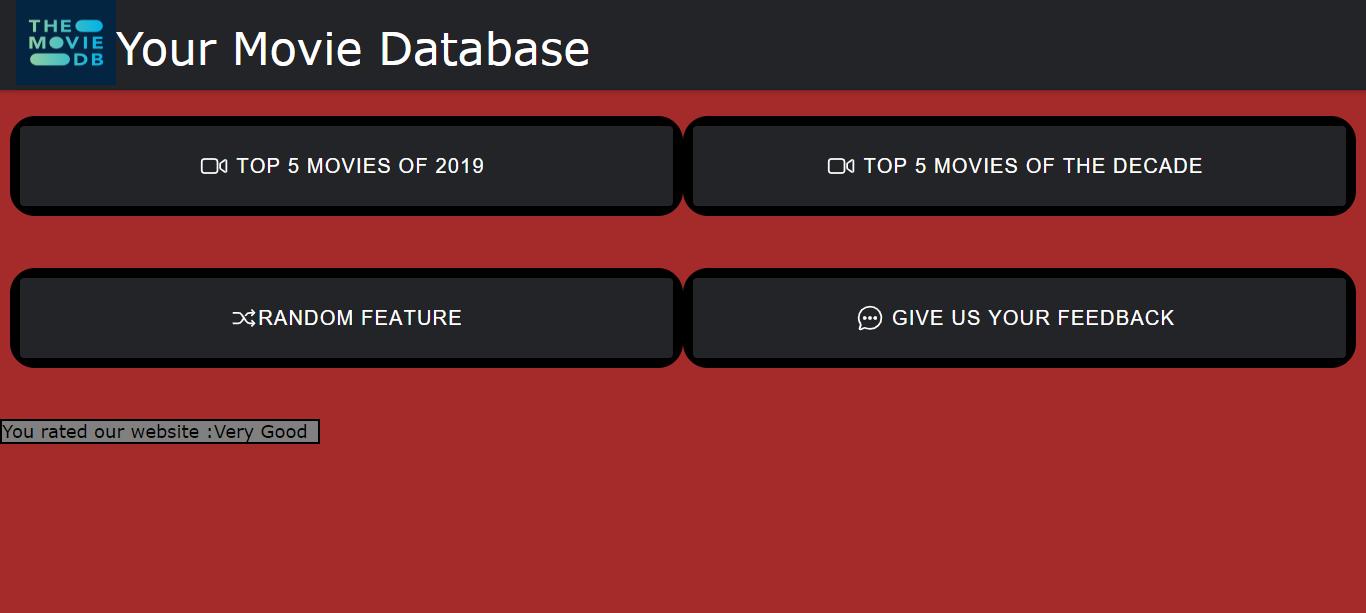 THE
MOVIE
DB
Your Movie Database
TOP 5 MOVIES OF 2019
TOP 5 MOVIES OF THE DECADE
RANDOM FEATURE
GIVE US YOUR FEEDBACK
You rated our website :Very Good